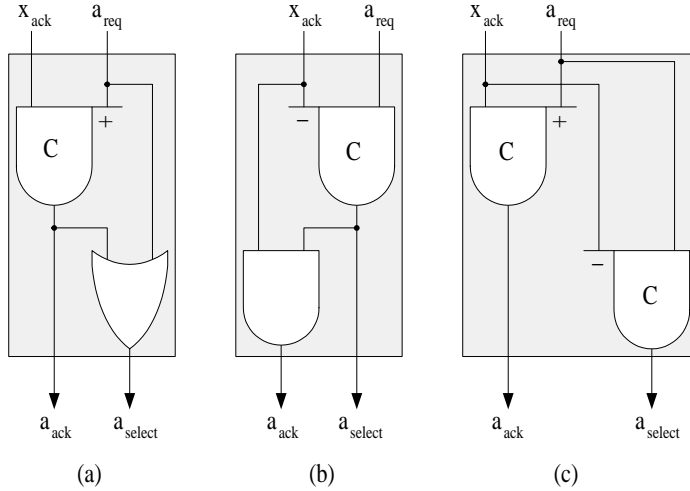 x_ack a_req x_ack a_req x_ack a_req
+ − +
C C C
− C
a_ack a_select a_ack a_select a_ack a_select
(a) (b) (c)